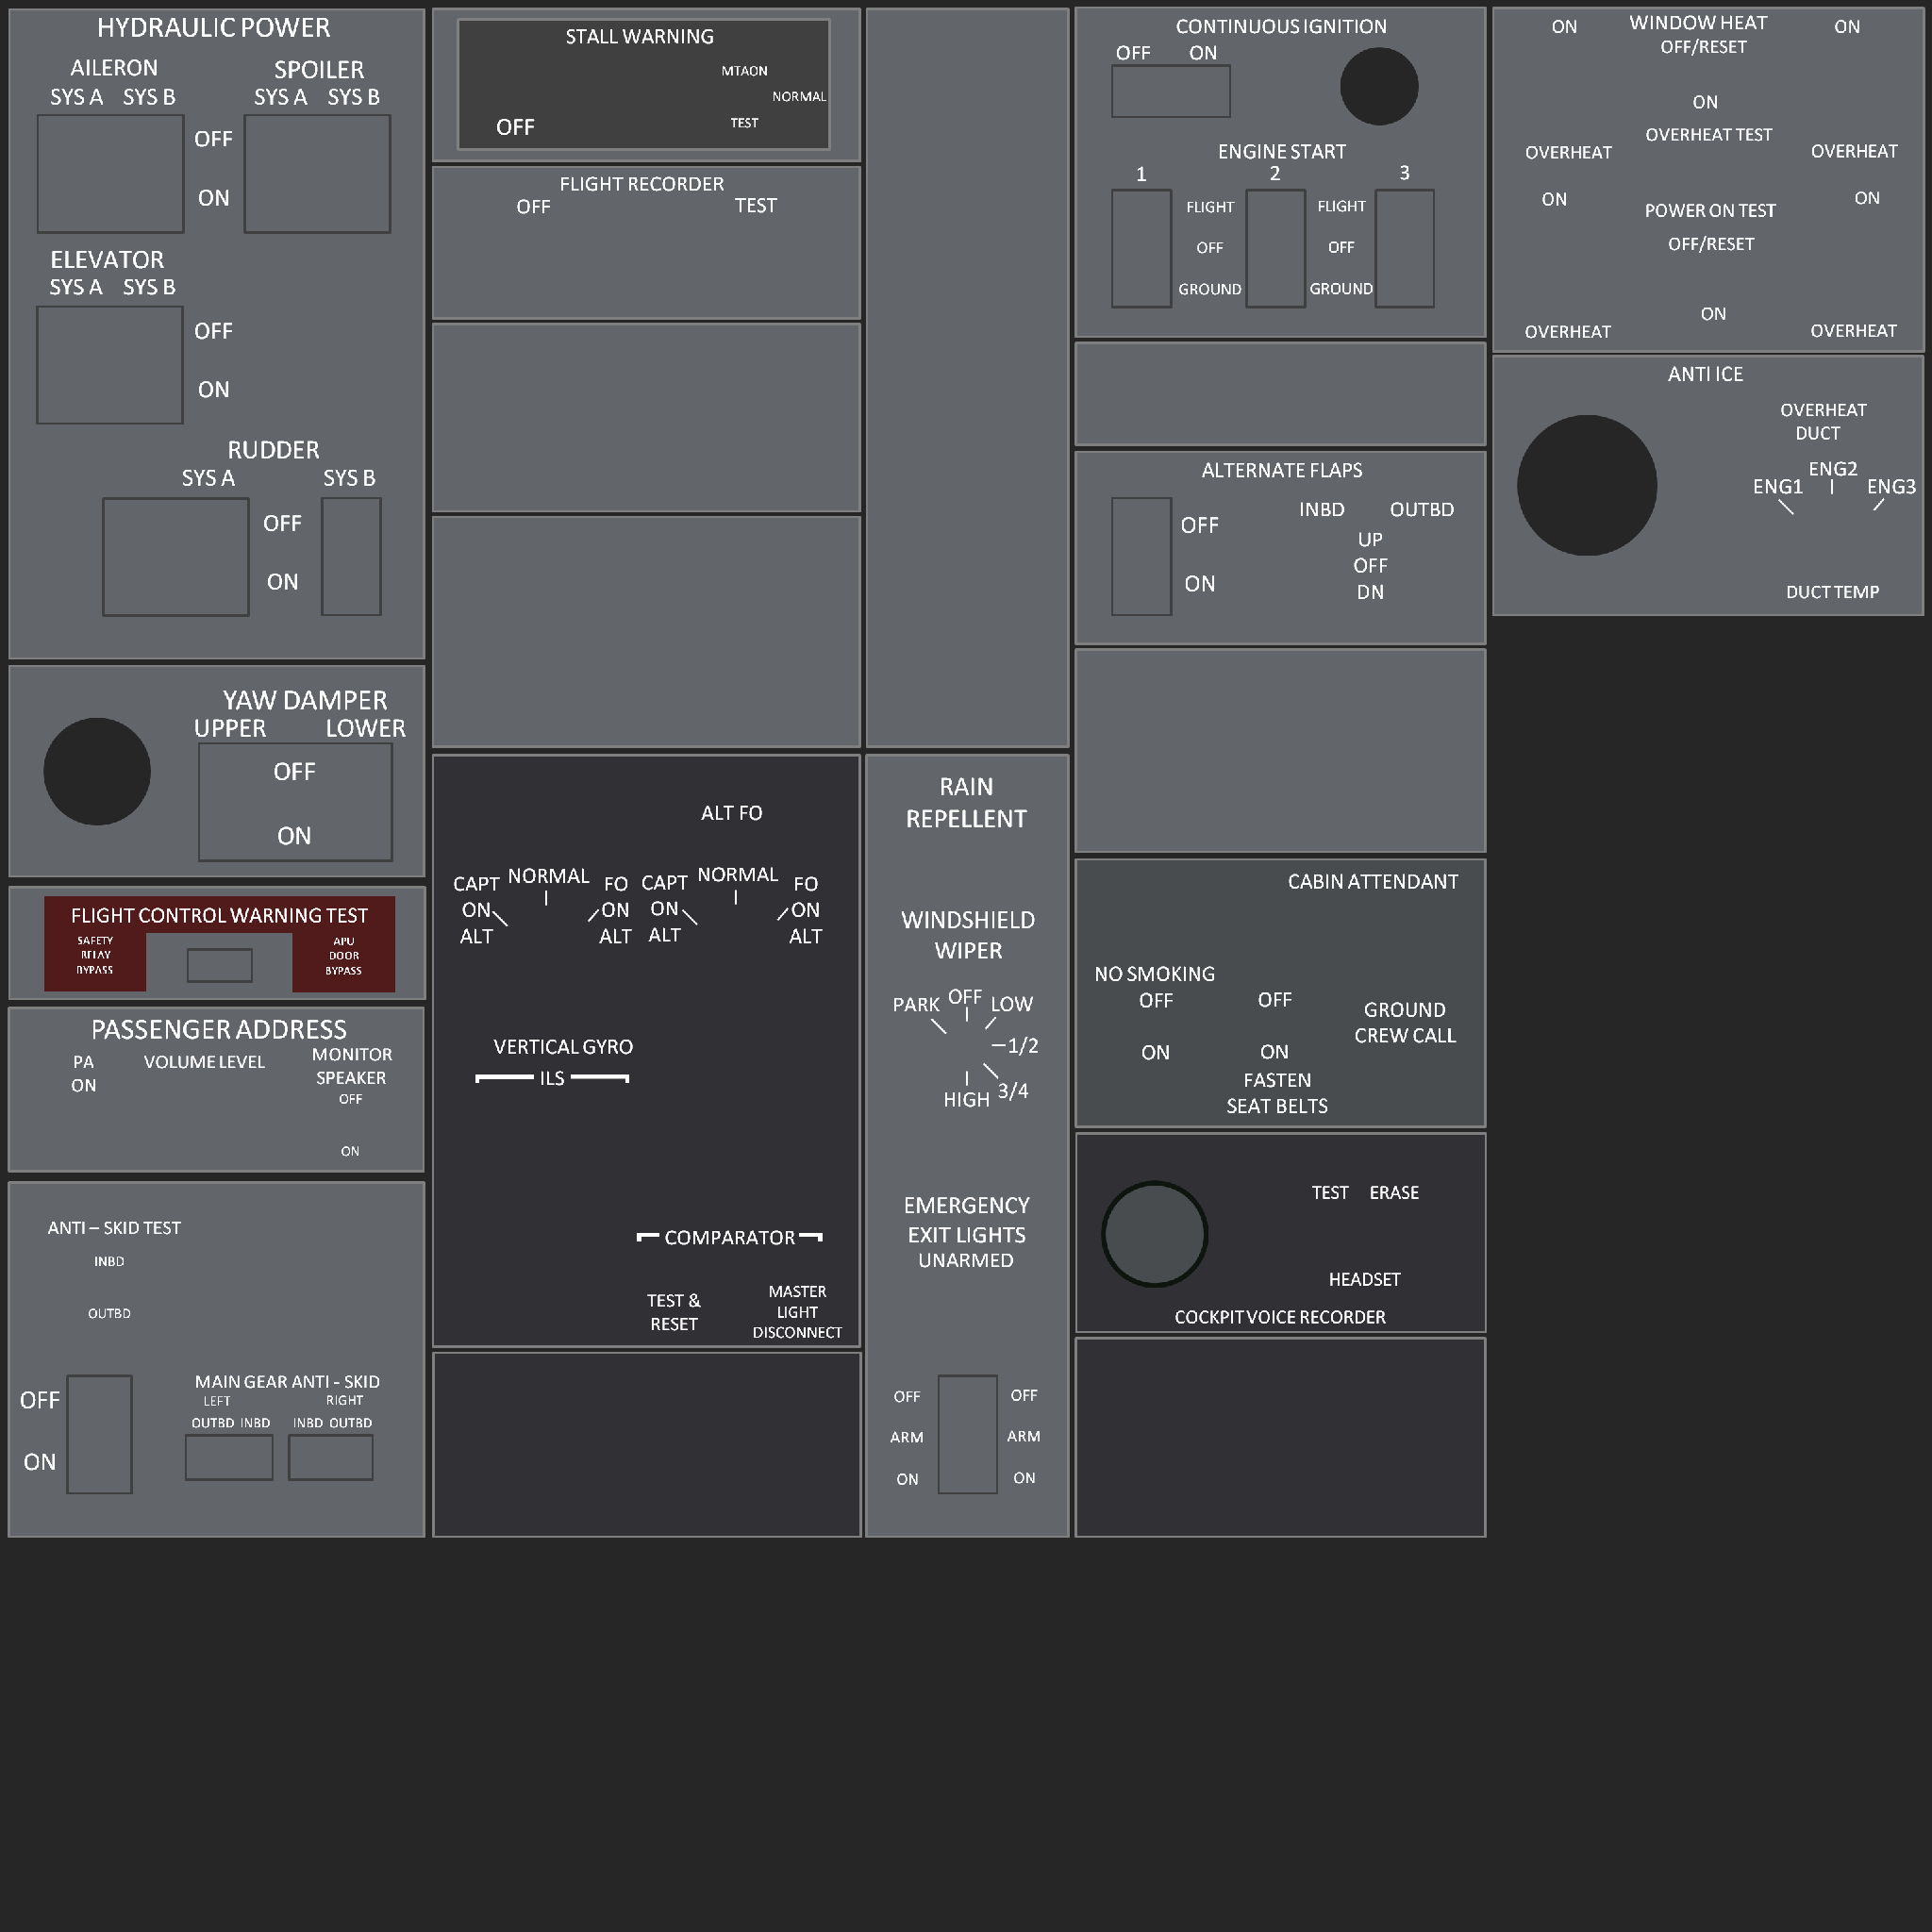 HYDRAULIC POWER
AILERON SPOILER
SYS A SYS B SYS A SYS B
OFF
ON
ELEVATOR
SYS A SYS B
OFF
ON
RUDDER
SYS A SYS B
OFF
ON
YAW DAMPER
UPPER LOWER
OFF
ON
FLIGHT CONTROL WARNING TEST
SAFETY
RELAY
BYPASS
APU
DOOR
BYPASS
PASSENGER ADDRESS
PA
ON
VOLUME LEVEL
MONITOR
SPEAKER
OFF
ON
ANTI – SKID TEST
INBD
OUTBD
OFF
ON
MAIN GEAR ANTI - SKID
LEFT RIGHT
OUTBD INBD INBD OUTBD
STALL WARNING
MTAON
NORMAL
OFF TEST
FLIGHT RECORDER
OFF TEST
ALT FO
CAPT NORMAL FO CAPT NORMAL FO
ON ON ON ON
ALT ALT ALT ALT
VERTICAL GYRO
ILS
COMPARATOR
TEST &
RESET
MASTER
LIGHT
DISCONNECT
RAIN
REPELLENT
WINDSHIELD
WIPER
PARK OFF LOW
1/2
3/4
HIGH
EMERGENCY
EXIT LIGHTS
UNARMED
OFF OFF
ARM ARM
ON ON
CONTINUOUS IGNITION
OFF ON
ENGINE START
1 2 3
FLIGHT FLIGHT
OFF OFF
GROUND GROUND
ALTERNATE FLAPS
INBD OUTBD
OFF
ON
UP
OFF
DN
CABIN ATTENDANT
NO SMOKING
OFF OFF
ON ON
FASTEN
SEAT BELTS
GROUND
CREW CALL
TEST ERASE
HEADSET
COCKPIT VOICE RECORDER
ON WINDOW HEAT ON
OFF/RESET
ON
OVERHEAT TEST
OVERHEAT OVERHEAT
ON ON
POWER ON TEST
OFF/RESET
ON
OVERHEAT OVERHEAT
ANTI ICE
OVERHEAT
DUCT
ENG2
ENG1 ENG3
DUCT TEMP